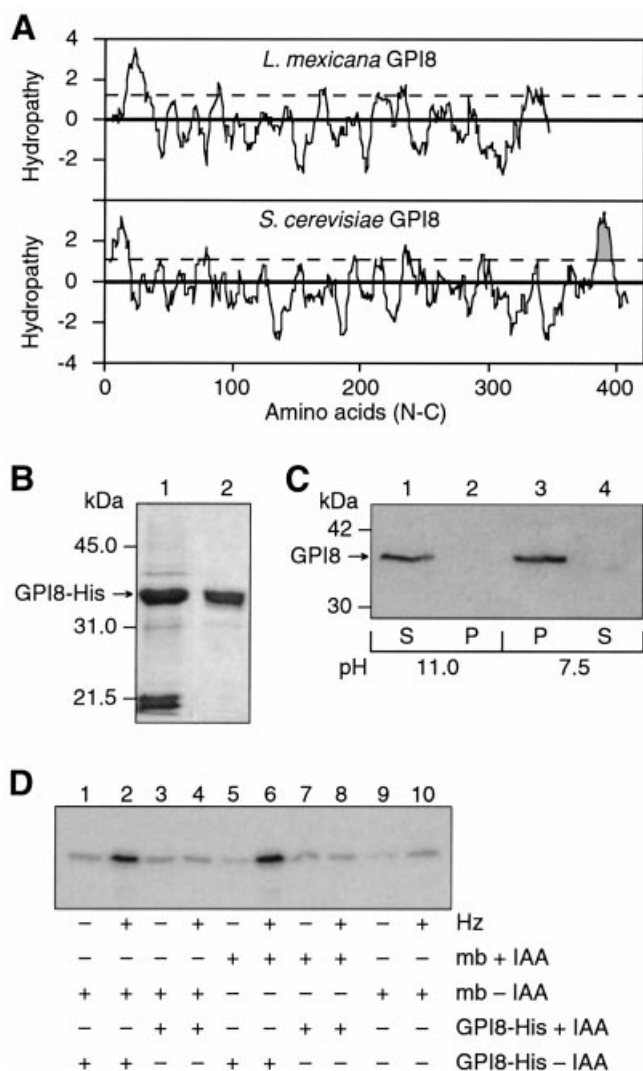 A
4
L. mexicana GPI8
2
0
-2
Hydropathy
S. cerevisiae GPI8
2
0
-2
-4
Hydropathy
0 100 200 300 400
Amino acids (N-C)
B
kDa 1 2
45.0
GPI8-His
31.0
21.5
C
kDa 1 2 3 4
42
GPI8
30
S P P S
pH 11.0 7.5
D
1 2 3 4 5 6 7 8 9 10
– + – + – + – + – + Hz
– – – – + + + + – – mb + IAA
+ + + + – – – – + + mb – IAA
– – + + – – + + – – GPI8-His + IAA
+ + – – + + – – – – GPI8-His – IAA